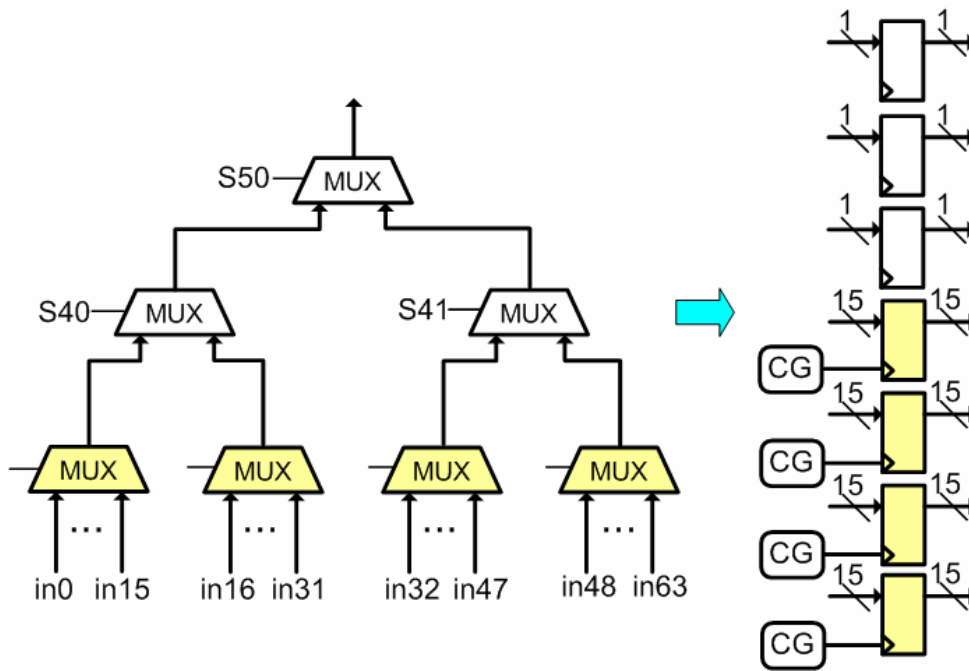 S50
MUX
S40
MUX
S41
MUX
MUX
MUX
MUX
MUX
...
...
...
...
in0 in15
in16 in31
in32 in47
in48 in63
1 1
1 1
1 1
15 15
CG
15 15
CG
15 15
CG
15 15
CG